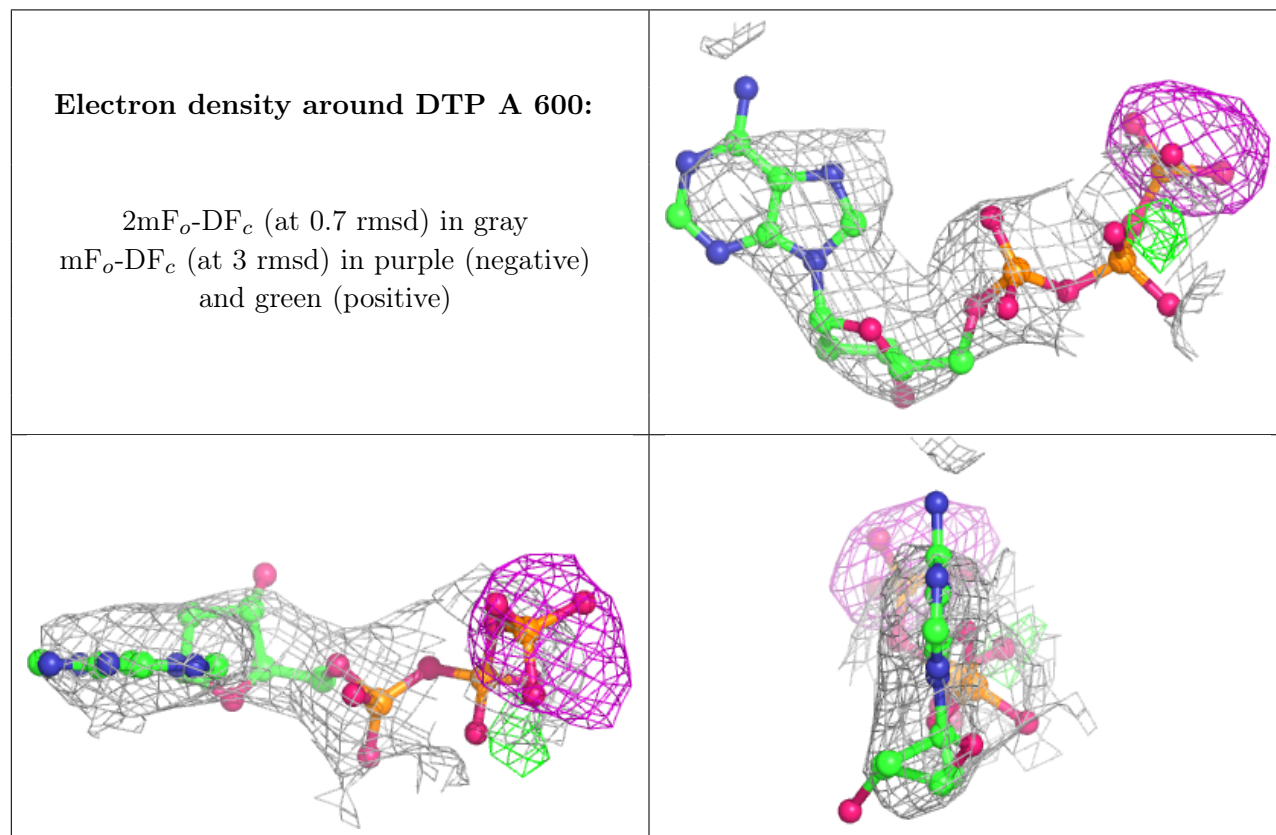 Electron density around DTP A 600:
2mFo-DFc (at 0.7 rmsd) in gray
mFo-DFc (at 3 rmsd) in purple (negative)
and green (positive)